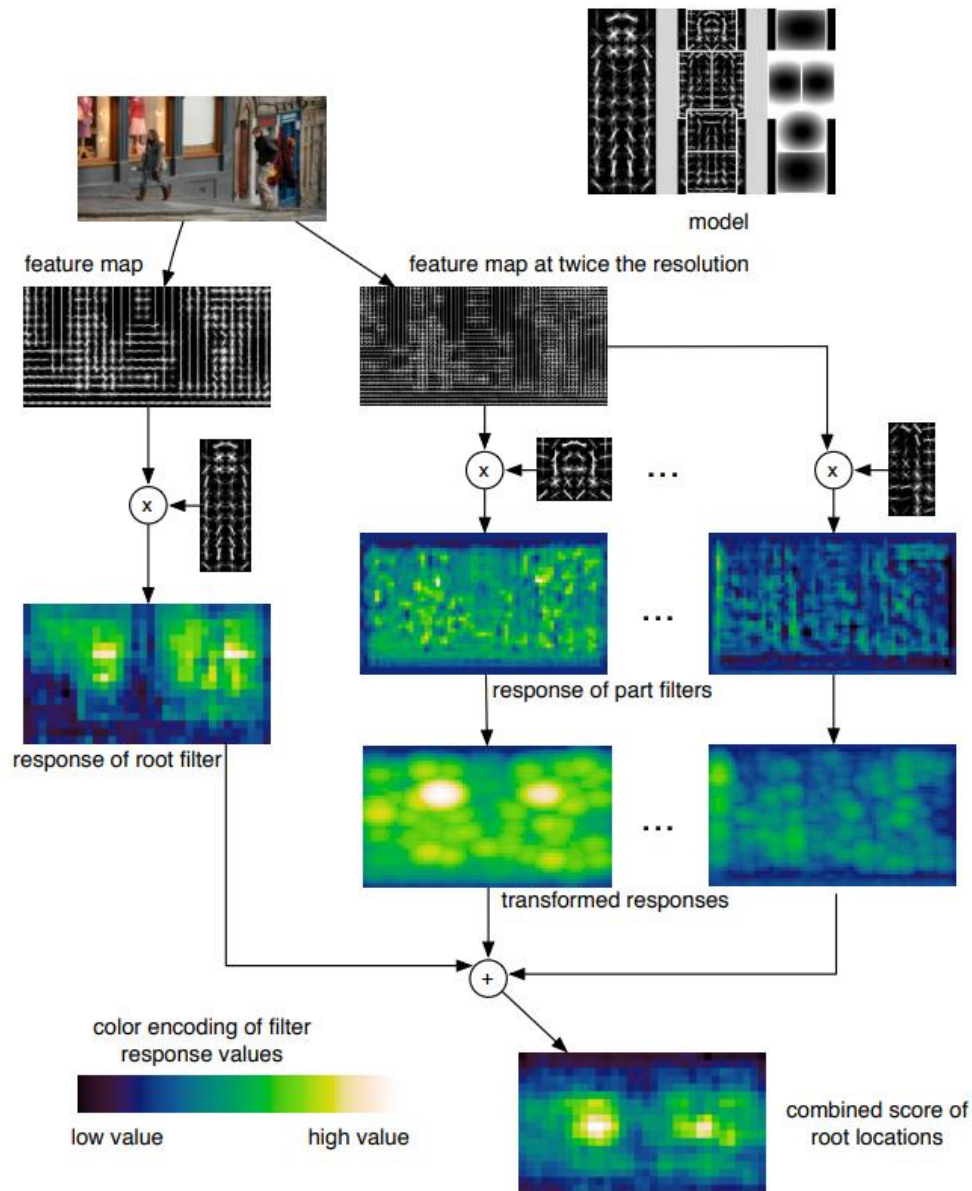 model
feature map
feature map at twice the resolution
x
x
x
...
...
response of part filters
response of root filter
...
transformed responses
+
color encoding of filter
response values
low value
high value
combined score of
root locations